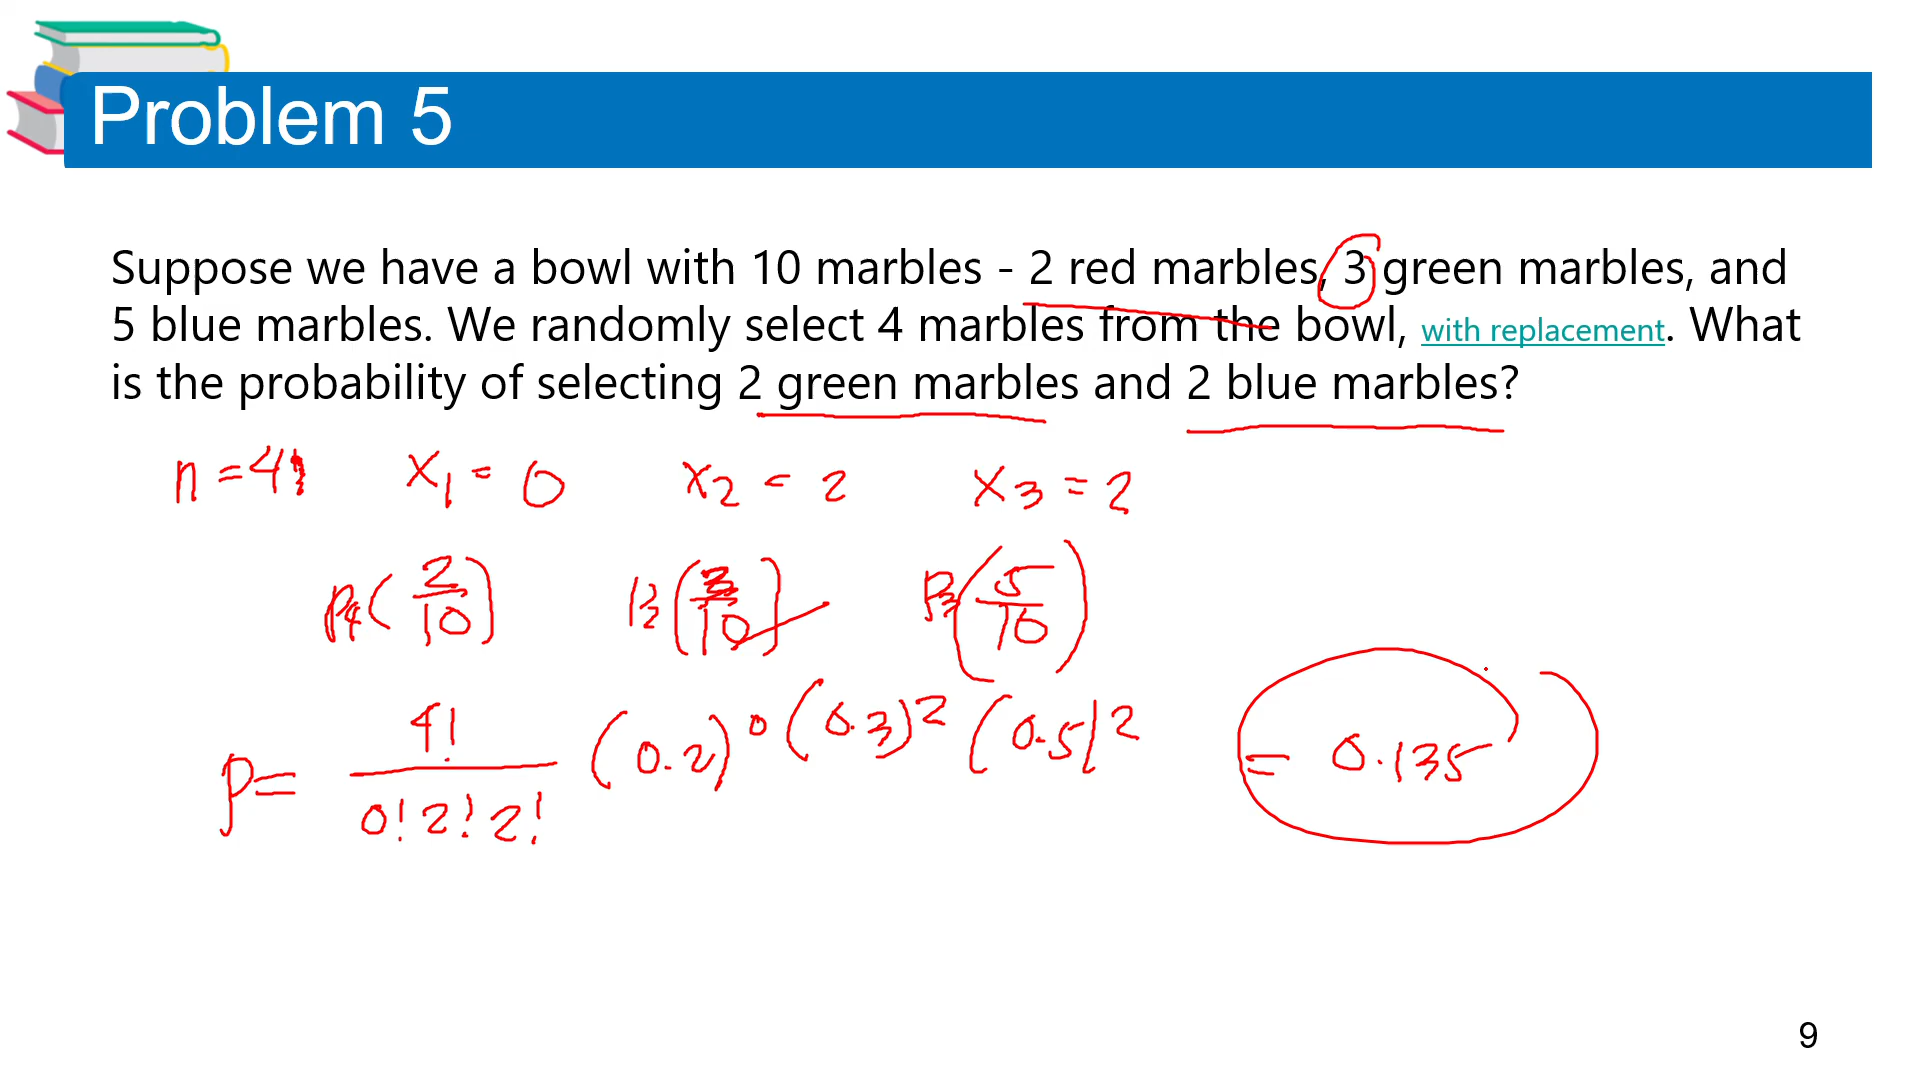 Problem 5
Suppose we have a bowl with 10 marbles - 2 red marbles, 3 green marbles, and
5 blue marbles. We randomly select 4 marbles from the bowl, with replacement. What
is the probability of selecting 2 green marbles and 2 blue marbles?
n = 4 x1 = 0 x2 = 2 x3 = 2
(2/10) P2 (3/10) P3 (5/10)
P = 4!/0!2!2! (0.2)^0 (0.3)^2 (0.5)^2 = 0.135
9